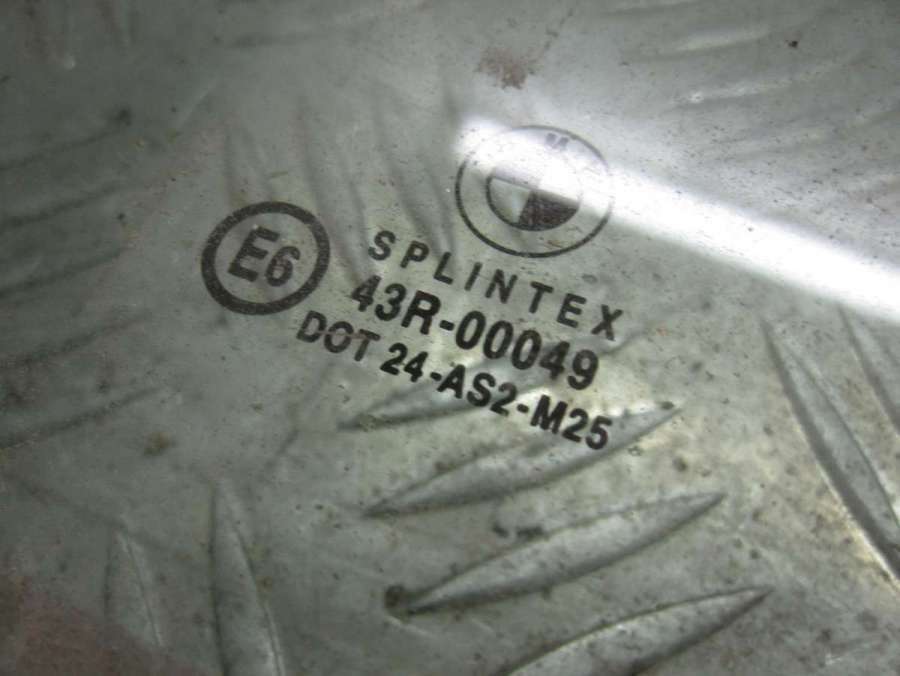 E6
SPLINTEX
43R-00049
DOT 24-AS2-M25